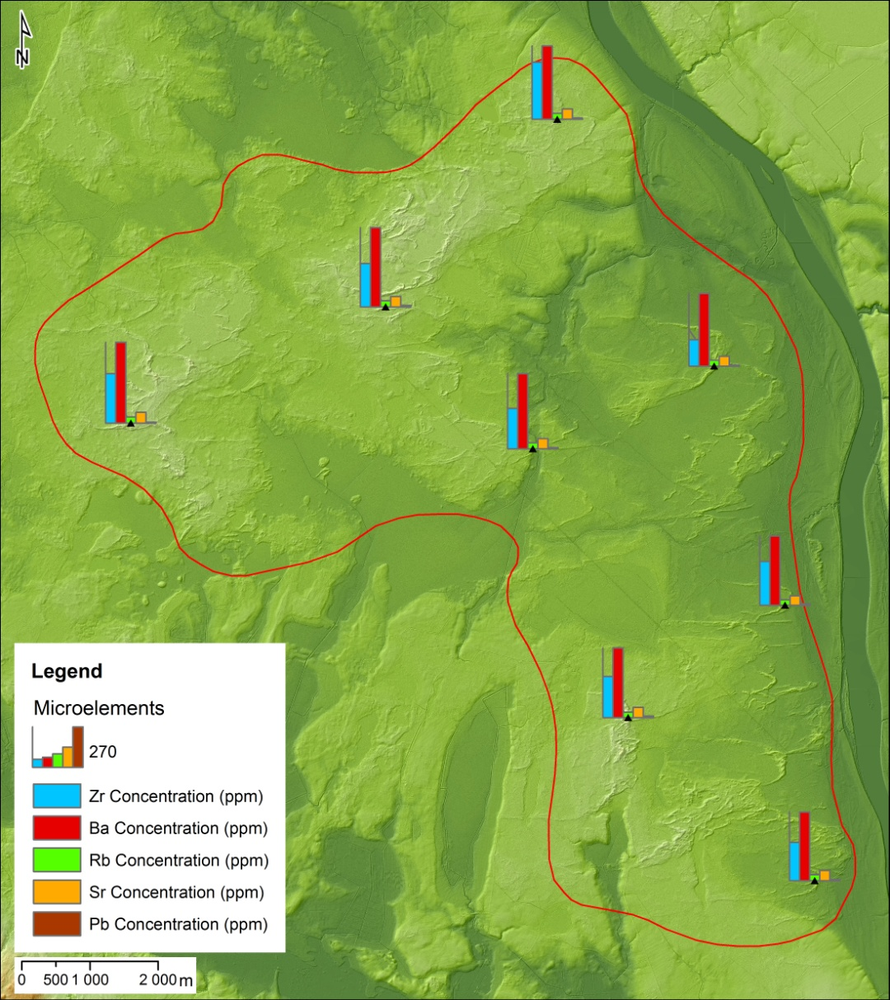 N
Legend
Microelements
270
Zr Concentration (ppm)
Ba Concentration (ppm)
Rb Concentration (ppm)
Sr Concentration (ppm)
Pb Concentration (ppm)
0 500 1 000 2 000 m